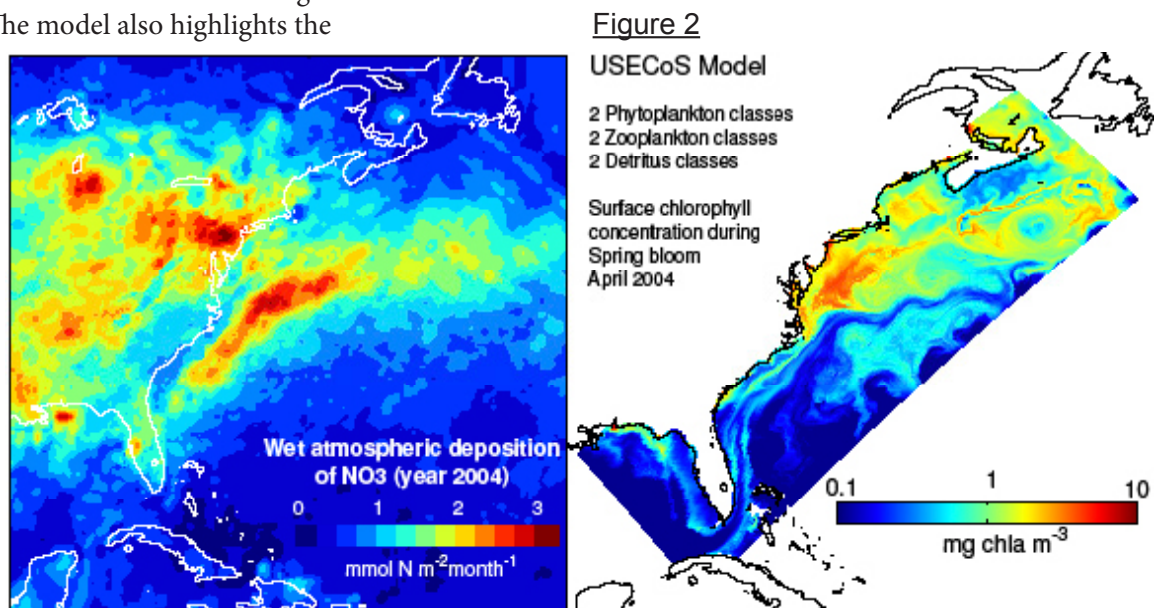 he model also highlights the
Figure 2
USECoS Model
2 Phytoplankton classes
2 Zooplankton classes
2 Detritus classes
Surface chlorophyll
concentration during
Spring bloom
April 2004
Wet atmospheric deposition
of NO3 (year 2004)
0 1 2 3
mmol N m-2month-1
0.1 1 10
mg chla m-3